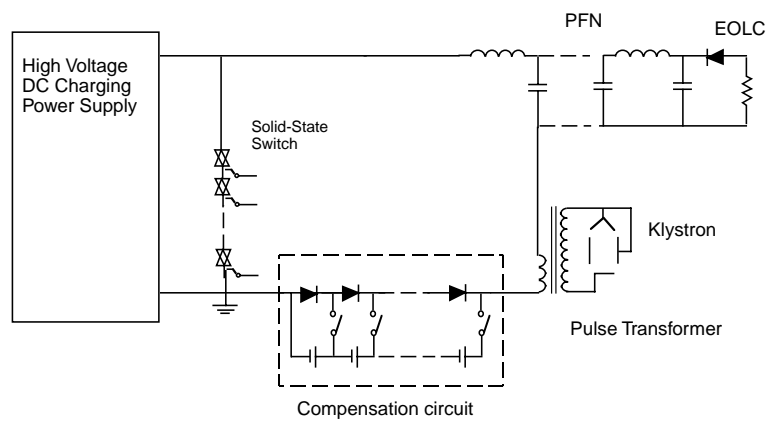 PFN
EOLC
High Voltage
DC Charging
Power Supply
Solid-State
Switch
Klystron
Pulse Transformer
Compensation circuit